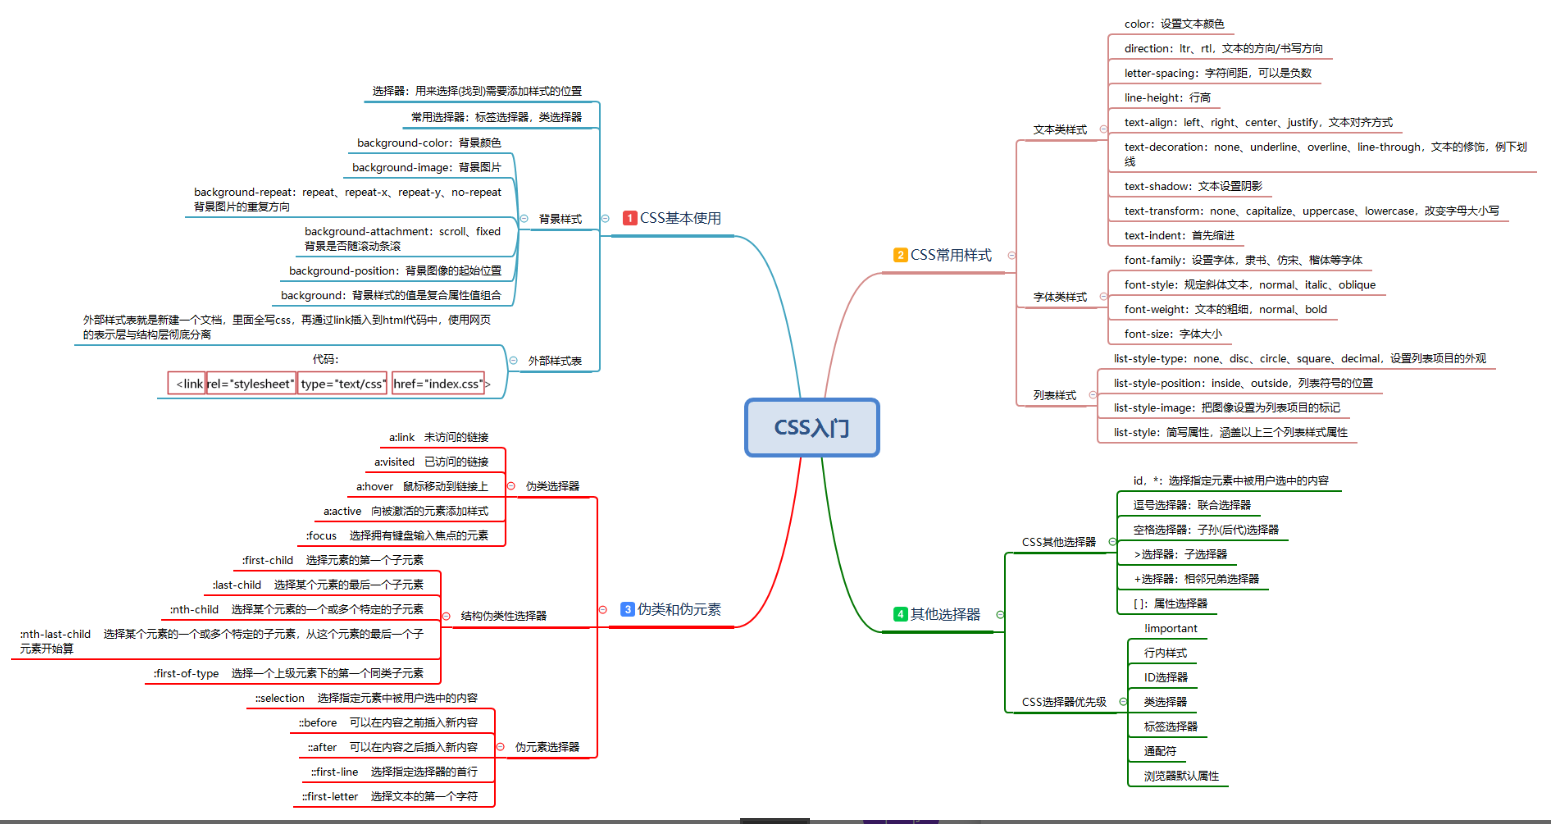 CSS入门
1 CSS基本使用
选择器：用来选择(找到)需要添加样式的位置
常用选择器：标签选择器，类选择器
背景样式
background-color：背景颜色
background-image：背景图片
background-repeat：repeat、repeat-x、repeat-y、no-repeat
背景图片的重复方向
background-attachment：scroll、fixed
背景是否随滚动条滚
background-position：背景图像的起始位置
background：背景样式的值是复合属性值组合
外部样式表
外部样式表就是新建一个文档，里面全写css，再通过link插入到html代码中，使用网页
的表示层与结构层彻底分离
代码：
<link rel="stylesheet" type="text/css" href="index.css">
2 CSS常用样式
文本类样式
color：设置文本颜色
direction：ltr、rtl，文本的方向/书写方向
letter-spacing：字符间距，可以是负数
line-height：行高
text-align：left、right、center、justify，文本对齐方式
text-decoration：none、underline、overline、line-through，文本的修饰，例下划
线
text-shadow：文本设置阴影
text-transform：none、capitalize、uppercase、lowercase，改变字母大小写
text-indent：首先缩进
字体类样式
font-family：设置字体，隶书、仿宋、楷体等字体
font-style：规定斜体文本，normal、italic、oblique
font-weight：文本的粗细，normal、bold
font-size：字体大小
列表样式
list-style-type：none、disc、circle、square、decimal，设置列表项目的外观
list-style-position：inside、outside，列表符号的位置
list-style-image：把图像设置为列表项目的标记
list-style：简写属性，涵盖以上三个列表样式属性
3 伪类和伪元素
伪类选择器
a:link 未访问的链接
a:visited 已访问的链接
a:hover 鼠标移动到链接上
a:active 向被激活的元素添加样式
:focus 选择拥有键盘输入焦点的元素
结构伪类性选择器
:first-child 选择元素的第一个子元素
:last-child 选择某个元素的最后一个子元素
:nth-child 选择某个元素的一个或多个特定的子元素
:nth-last-child 选择某个元素的一个或多个特定的子元素，从这个元素的最后一个子
元素开始算
:first-of-type 选择一个上级元素下的第一个同类子元素
伪元素选择器
::selection 选择指定元素中被用户选中的内容
::before 可以在内容之前插入新内容
::after 可以在内容之后插入新内容
::first-line 选择指定选择器的首行
::first-letter 选择文本的第一个字符
4 其他选择器
CSS其他选择器
id，*：选择指定元素中被用户选中的内容
逗号选择器：联合选择器
空格选择器：子孙(后代)选择器
>选择器：子选择器
+选择器：相邻兄弟选择器
[ ]：属性选择器
CSS选择器优先级
!important
行内样式
ID选择器
类选择器
标签选择器
通配符
浏览器默认属性